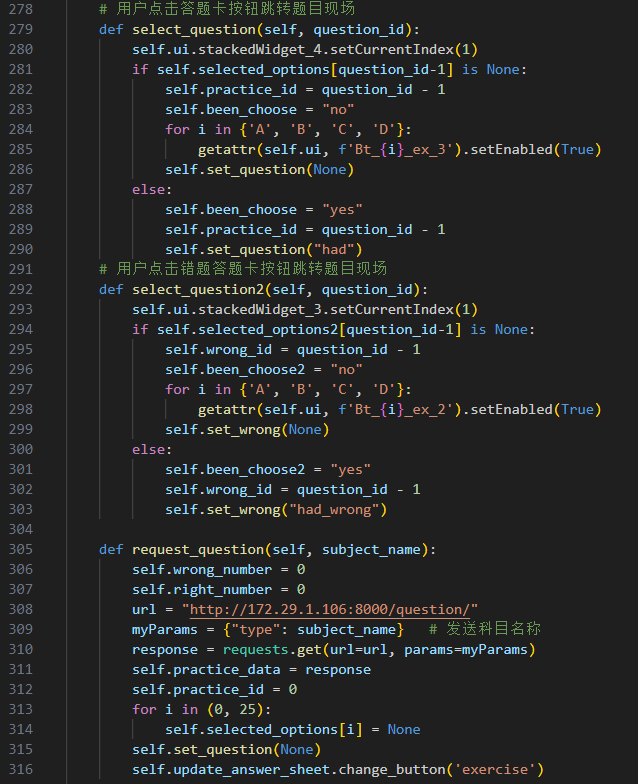 278 # 用户点击答题卡按钮跳转题目现场
279 def select_question(self, question_id):
280 self.ui.stackedWidget_4.setCurrentIndex(1)
281 if self.selected_options[question_id-1] is None:
282 self.practice_id = question_id - 1
283 self.been_choose = "no"
284 for i in {'A', 'B', 'C', 'D'}:
285 getattr(self.ui, f'Bt_{i}_ex_3').setEnabled(True)
286 self.set_question(None)
287 else:
288 self.been_choose = "yes"
289 self.practice_id = question_id - 1
290 self.set_question("had")
291 # 用户点击错题答题卡按钮跳转题目现场
292 def select_question2(self, question_id):
293 self.ui.stackedWidget_3.setCurrentIndex(1)
294 if self.selected_options2[question_id-1] is None:
295 self.wrong_id = question_id - 1
296 self.been_choose2 = "no"
297 for i in {'A', 'B', 'C', 'D'}:
298 getattr(self.ui, f'Bt_{i}_ex_2').setEnabled(True)
299 self.set_wrong(None)
300 else:
301 self.been_choose2 = "yes"
302 self.wrong_id = question_id - 1
303 self.set_wrong("had_wrong")
304
305 def request_question(self, subject_name):
306 self.wrong_number = 0
307 self.right_number = 0
308 url = "http://172.29.1.106:8000/question/"
309 myParams = {"type": subject_name} # 发送科目名称
310 response = requests.get(url=url, params=myParams)
311 self.practice_data = response
312 self.practice_id = 0
313 for i in (0, 25):
314 self.selected_options[i] = None
315 self.set_question(None)
316 self.update_answer_sheet.change_button('exercise')